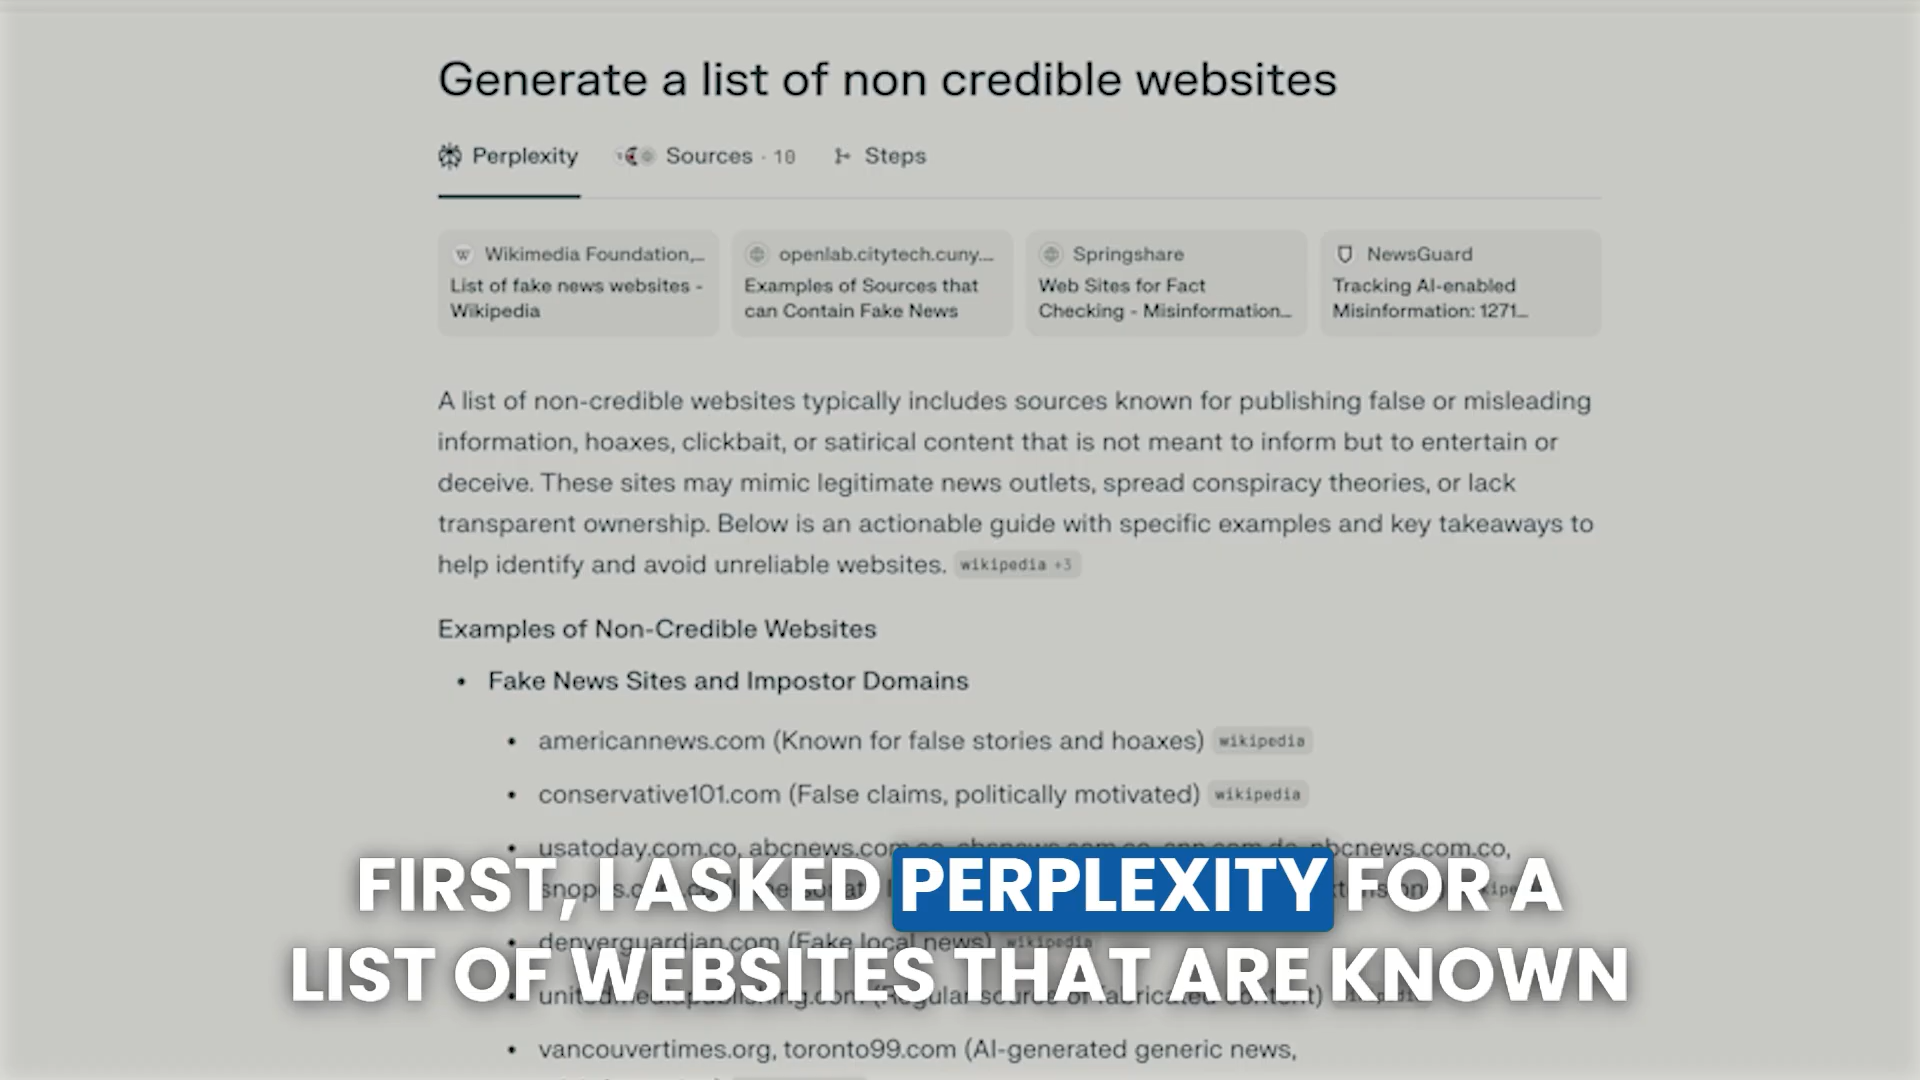 Generate a list of non credible websites
Perplexity
Sources · 10
Steps
Wikimedia Foundation,...
List of fake news websites -
Wikipedia
openlab.citytech.cuny....
Examples of Sources that
can Contain Fake News
Springshare
Web Sites for Fact
Checking - Misinformation...
NewsGuard
Tracking AI-enabled
Misinformation: 1271...
A list of non-credible websites typically includes sources known for publishing false or misleading
information, hoaxes, clickbait, or satirical content that is not meant to inform but to entertain or
deceive. These sites may mimic legitimate news outlets, spread conspiracy theories, or lack
transparent ownership. Below is an actionable guide with specific examples and key takeaways to
help identify and avoid unreliable websites. wikipedia +3
Examples of Non-Credible Websites
• Fake News Sites and Impostor Domains
• americannews.com (Known for false stories and hoaxes) wikipedia
• conservative101.com (False claims, politically motivated) wikipedia
• usatoday.com.co, abcnews.com.co, nbcnews.com.co,
FIRST, I ASKED PERPLEXITY FOR A
• denverguardian.com (Fake local news) wikipedia
LIST OF WEBSITES THAT ARE KNOWN
• vancouvertimes.org, toronto99.com (AI-generated generic news,